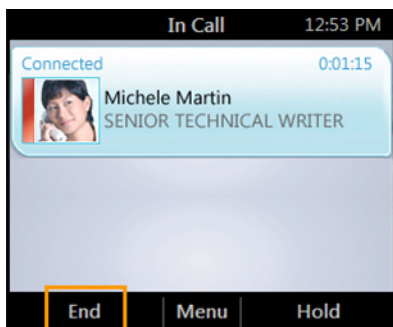 In Call 12:53 PM
Connected 0:01:15
Michele Martin
SENIOR TECHNICAL WRITER
End Menu Hold